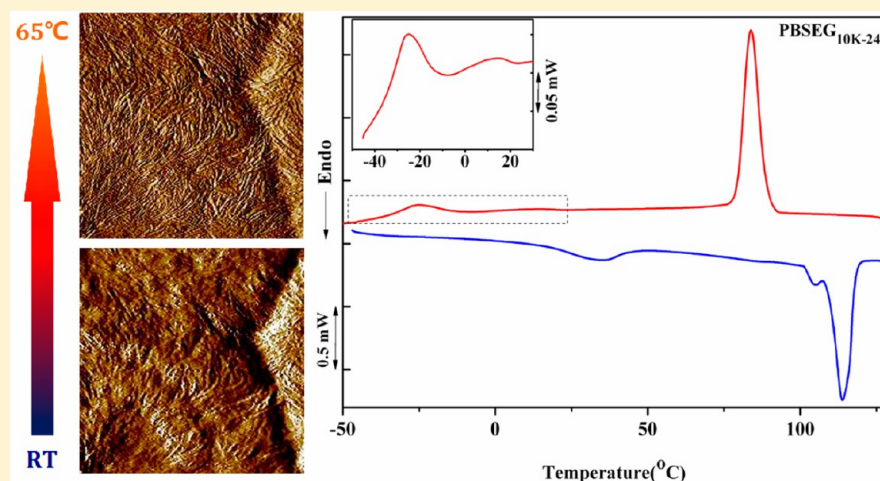 65℃
RT
PBSEG10K-24
0.05 mW
-40 -20 0 20
Endo
0.5 mW
-50 0 50 100
Temperature(OC)